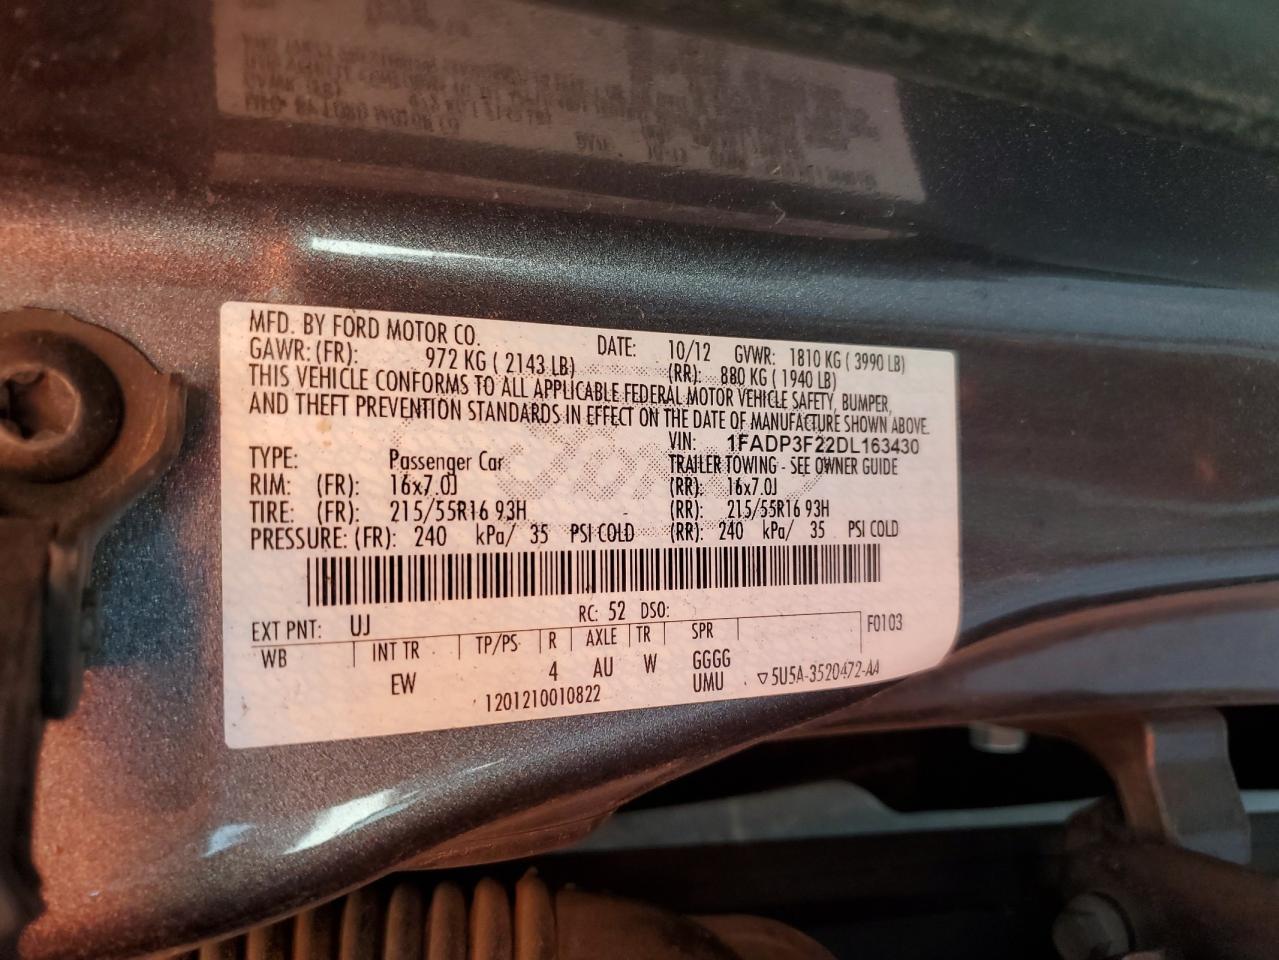 MFD. BY FORD MOTOR CO.
DATE: 10/12 GVWR: 1810 KG ( 3990 LB)
GAWR: (FR): 972 KG ( 2143 LB) (RR): 880 KG ( 1940 LB)
THIS VEHICLE CONFORMS TO ALL APPLICABLE FEDERAL MOTOR VEHICLE SAFETY, BUMPER,
AND THEFT PREVENTION STANDARDS IN EFFECT ON THE DATE OF MANUFACTURE SHOWN ABOVE.
VIN: 1FADP3F22DL163430
TYPE: Passenger Car TRAILER TOWING - SEE OWNER GUIDE
RIM: (FR): 16x7.0J (RR): 16x7.0J
TIRE: (FR): 215/55R16 93H (RR): 215/55R16 93H
PRESSURE: (FR): 240 kPa/ 35 PSI COLD (RR): 240 kPa/ 35 PSI COLD
EXT PNT: UJ RC: 52 DSO: F0103
WB INT TR TP/PS R AXLE TR SPR
EW 4 AU W GGGG
1201210010822 UMU ▽5U5A-3520472-AA